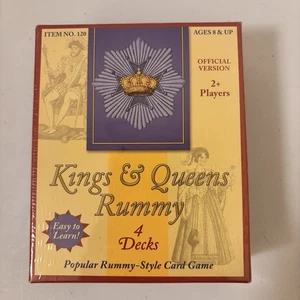 ITEM NO. 120
AGES 8 & UP
OFFICIAL
VERSION
2+
Players
Kings & Queens
Rummy
4
Decks
Easy to
Learn!
Popular Rummy-Style Card Game